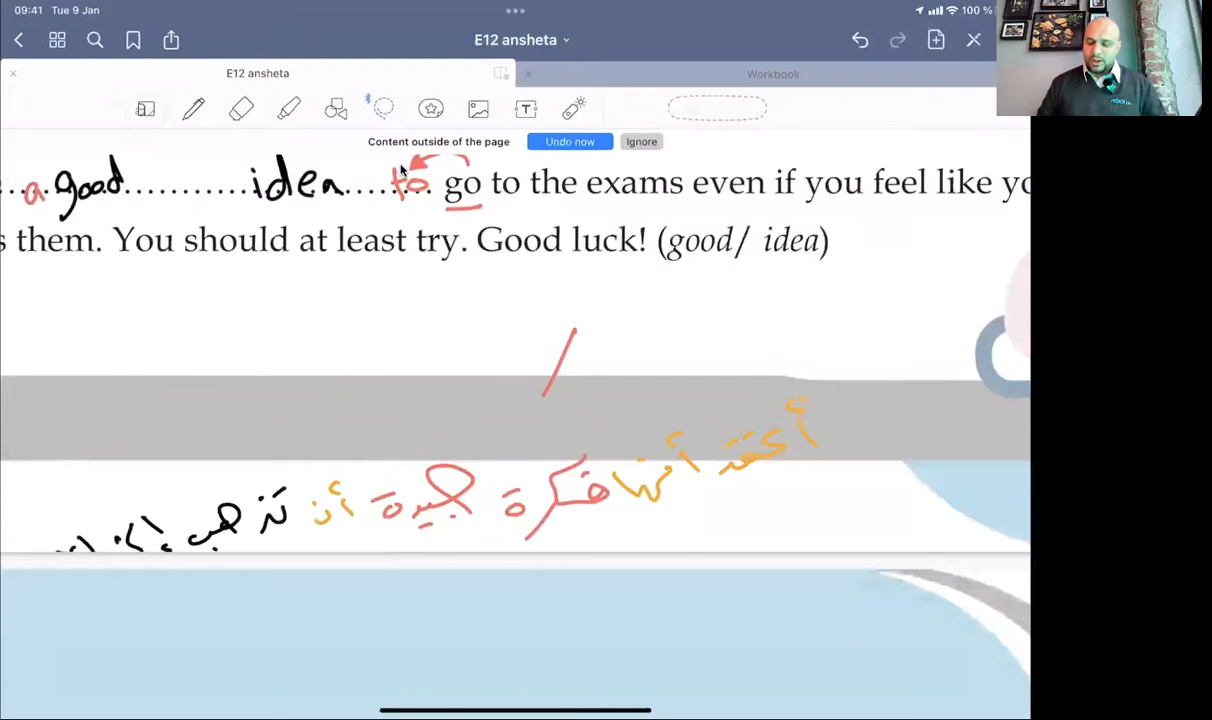 09:41 Tue 9 Jan
100 %
E12 ansheta
E12 ansheta
Workbook
Content outside of the page Undo now Ignore
a good idea to go to the exams even if you feel like yo
s them. You should at least try. Good luck! (good/ idea)
أعتقد أنها فكرة جيدة أن تذهب